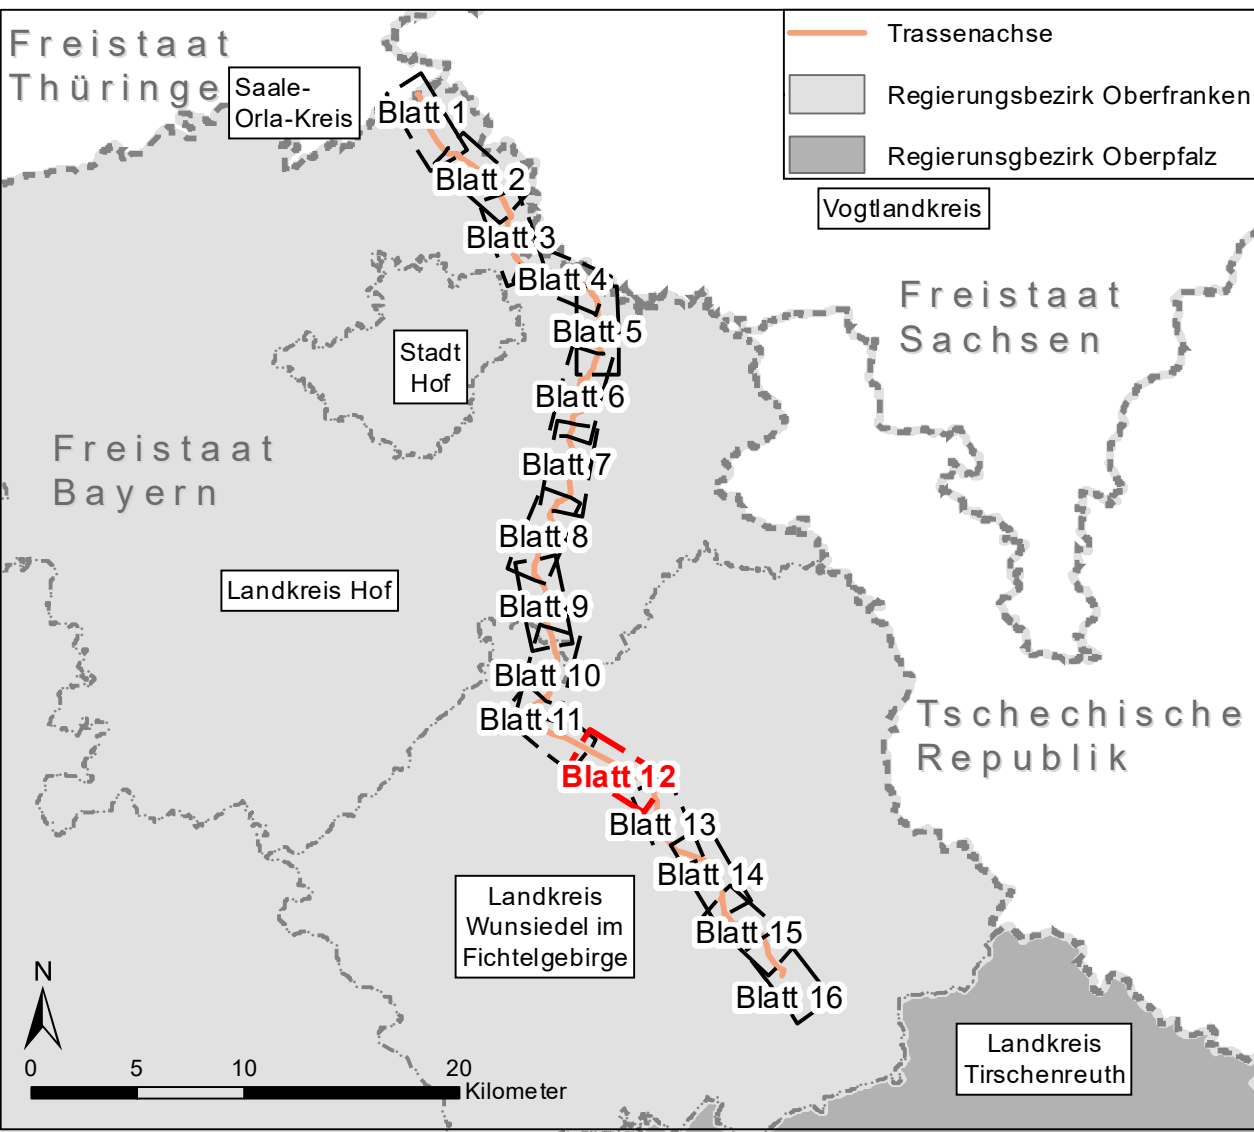 Freistaat
Thüringe
Saale-
Orla-Kreis
Trassenachse
Regierungsbezirk Oberfranken
Regierunsgbezirk Oberpfalz
Vogtlandkreis
Freistaat
Sachsen
Stadt
Hof
Freistaat
Bayern
Landkreis Hof
Tschechische
Republik
Blatt 1
Blatt 2
Blatt 3
Blatt 4
Blatt 5
Blatt 6
Blatt 7
Blatt 8
Blatt 9
Blatt 10
Blatt 11
Blatt 12
Blatt 13
Blatt 14
Blatt 15
Blatt 16
Landkreis
Wunsiedel im
Fichtelgebirge
Landkreis
Tirschenreuth
N
0 5 10 20
Kilometer